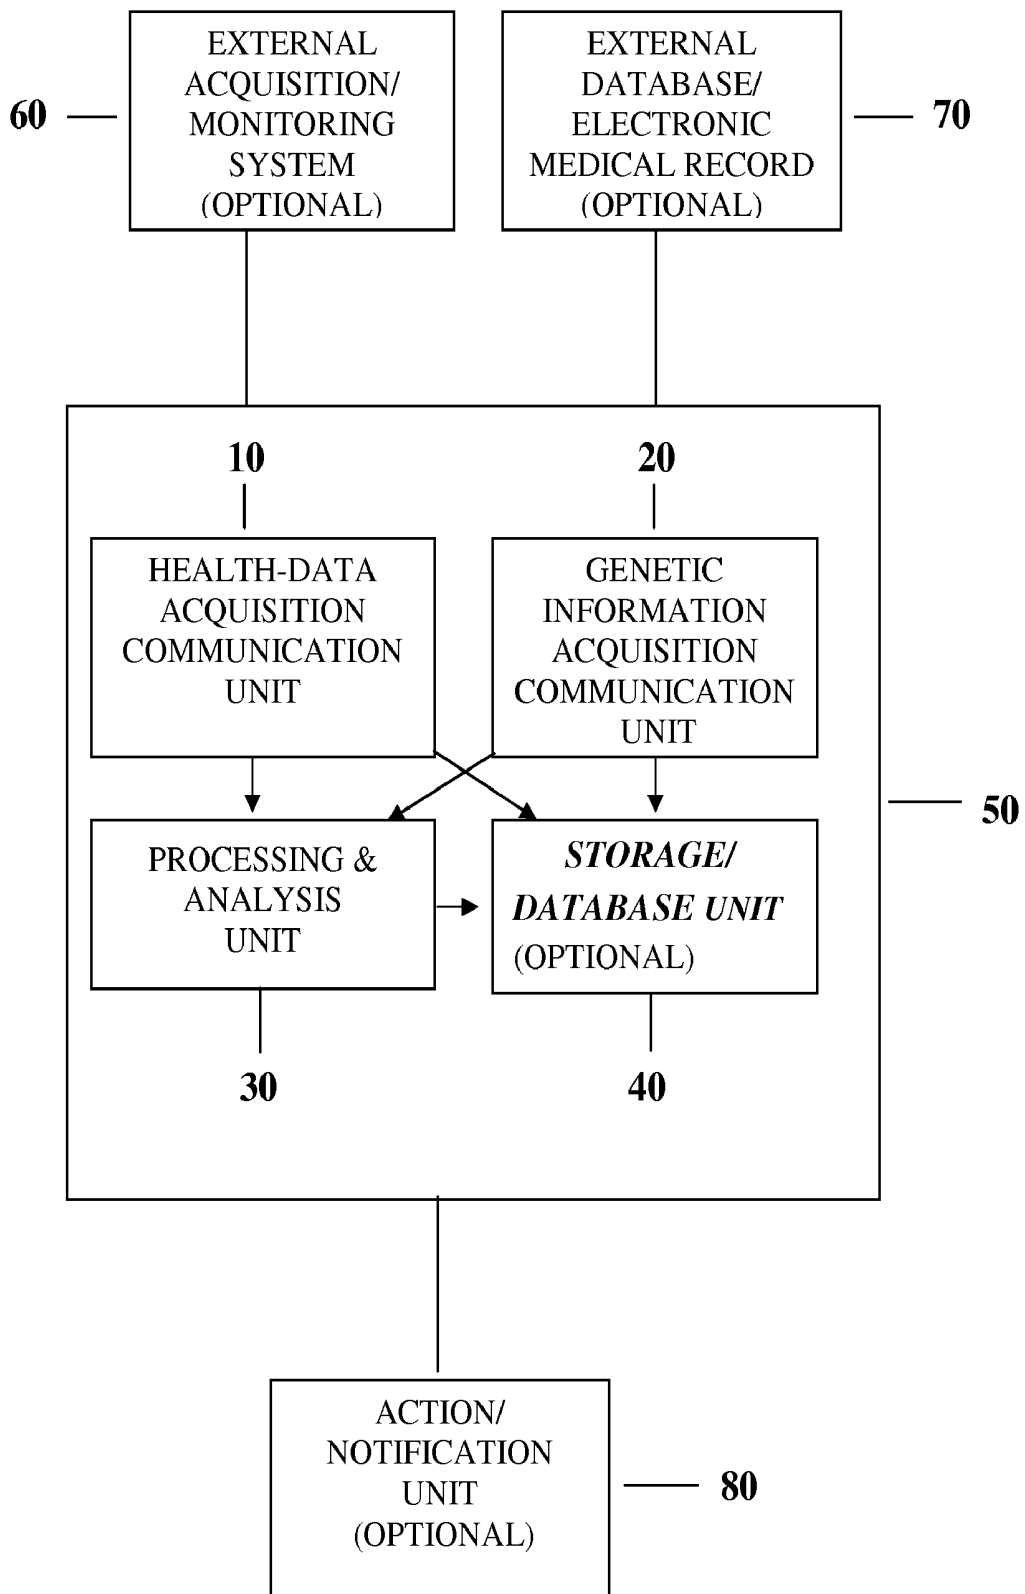 EXTERNAL
ACQUISITION/
MONITORING
SYSTEM
(OPTIONAL)
60
EXTERNAL
DATABASE/
ELECTRONIC
MEDICAL RECORD
(OPTIONAL)
70
10
HEALTH-DATA
ACQUISITION
COMMUNICATION
UNIT
20
GENETIC
INFORMATION
ACQUISITION
COMMUNICATION
UNIT
50
PROCESSING &
ANALYSIS
UNIT
30
STORAGE/
DATABASE UNIT
(OPTIONAL)
40
ACTION/
NOTIFICATION
UNIT
(OPTIONAL)
80